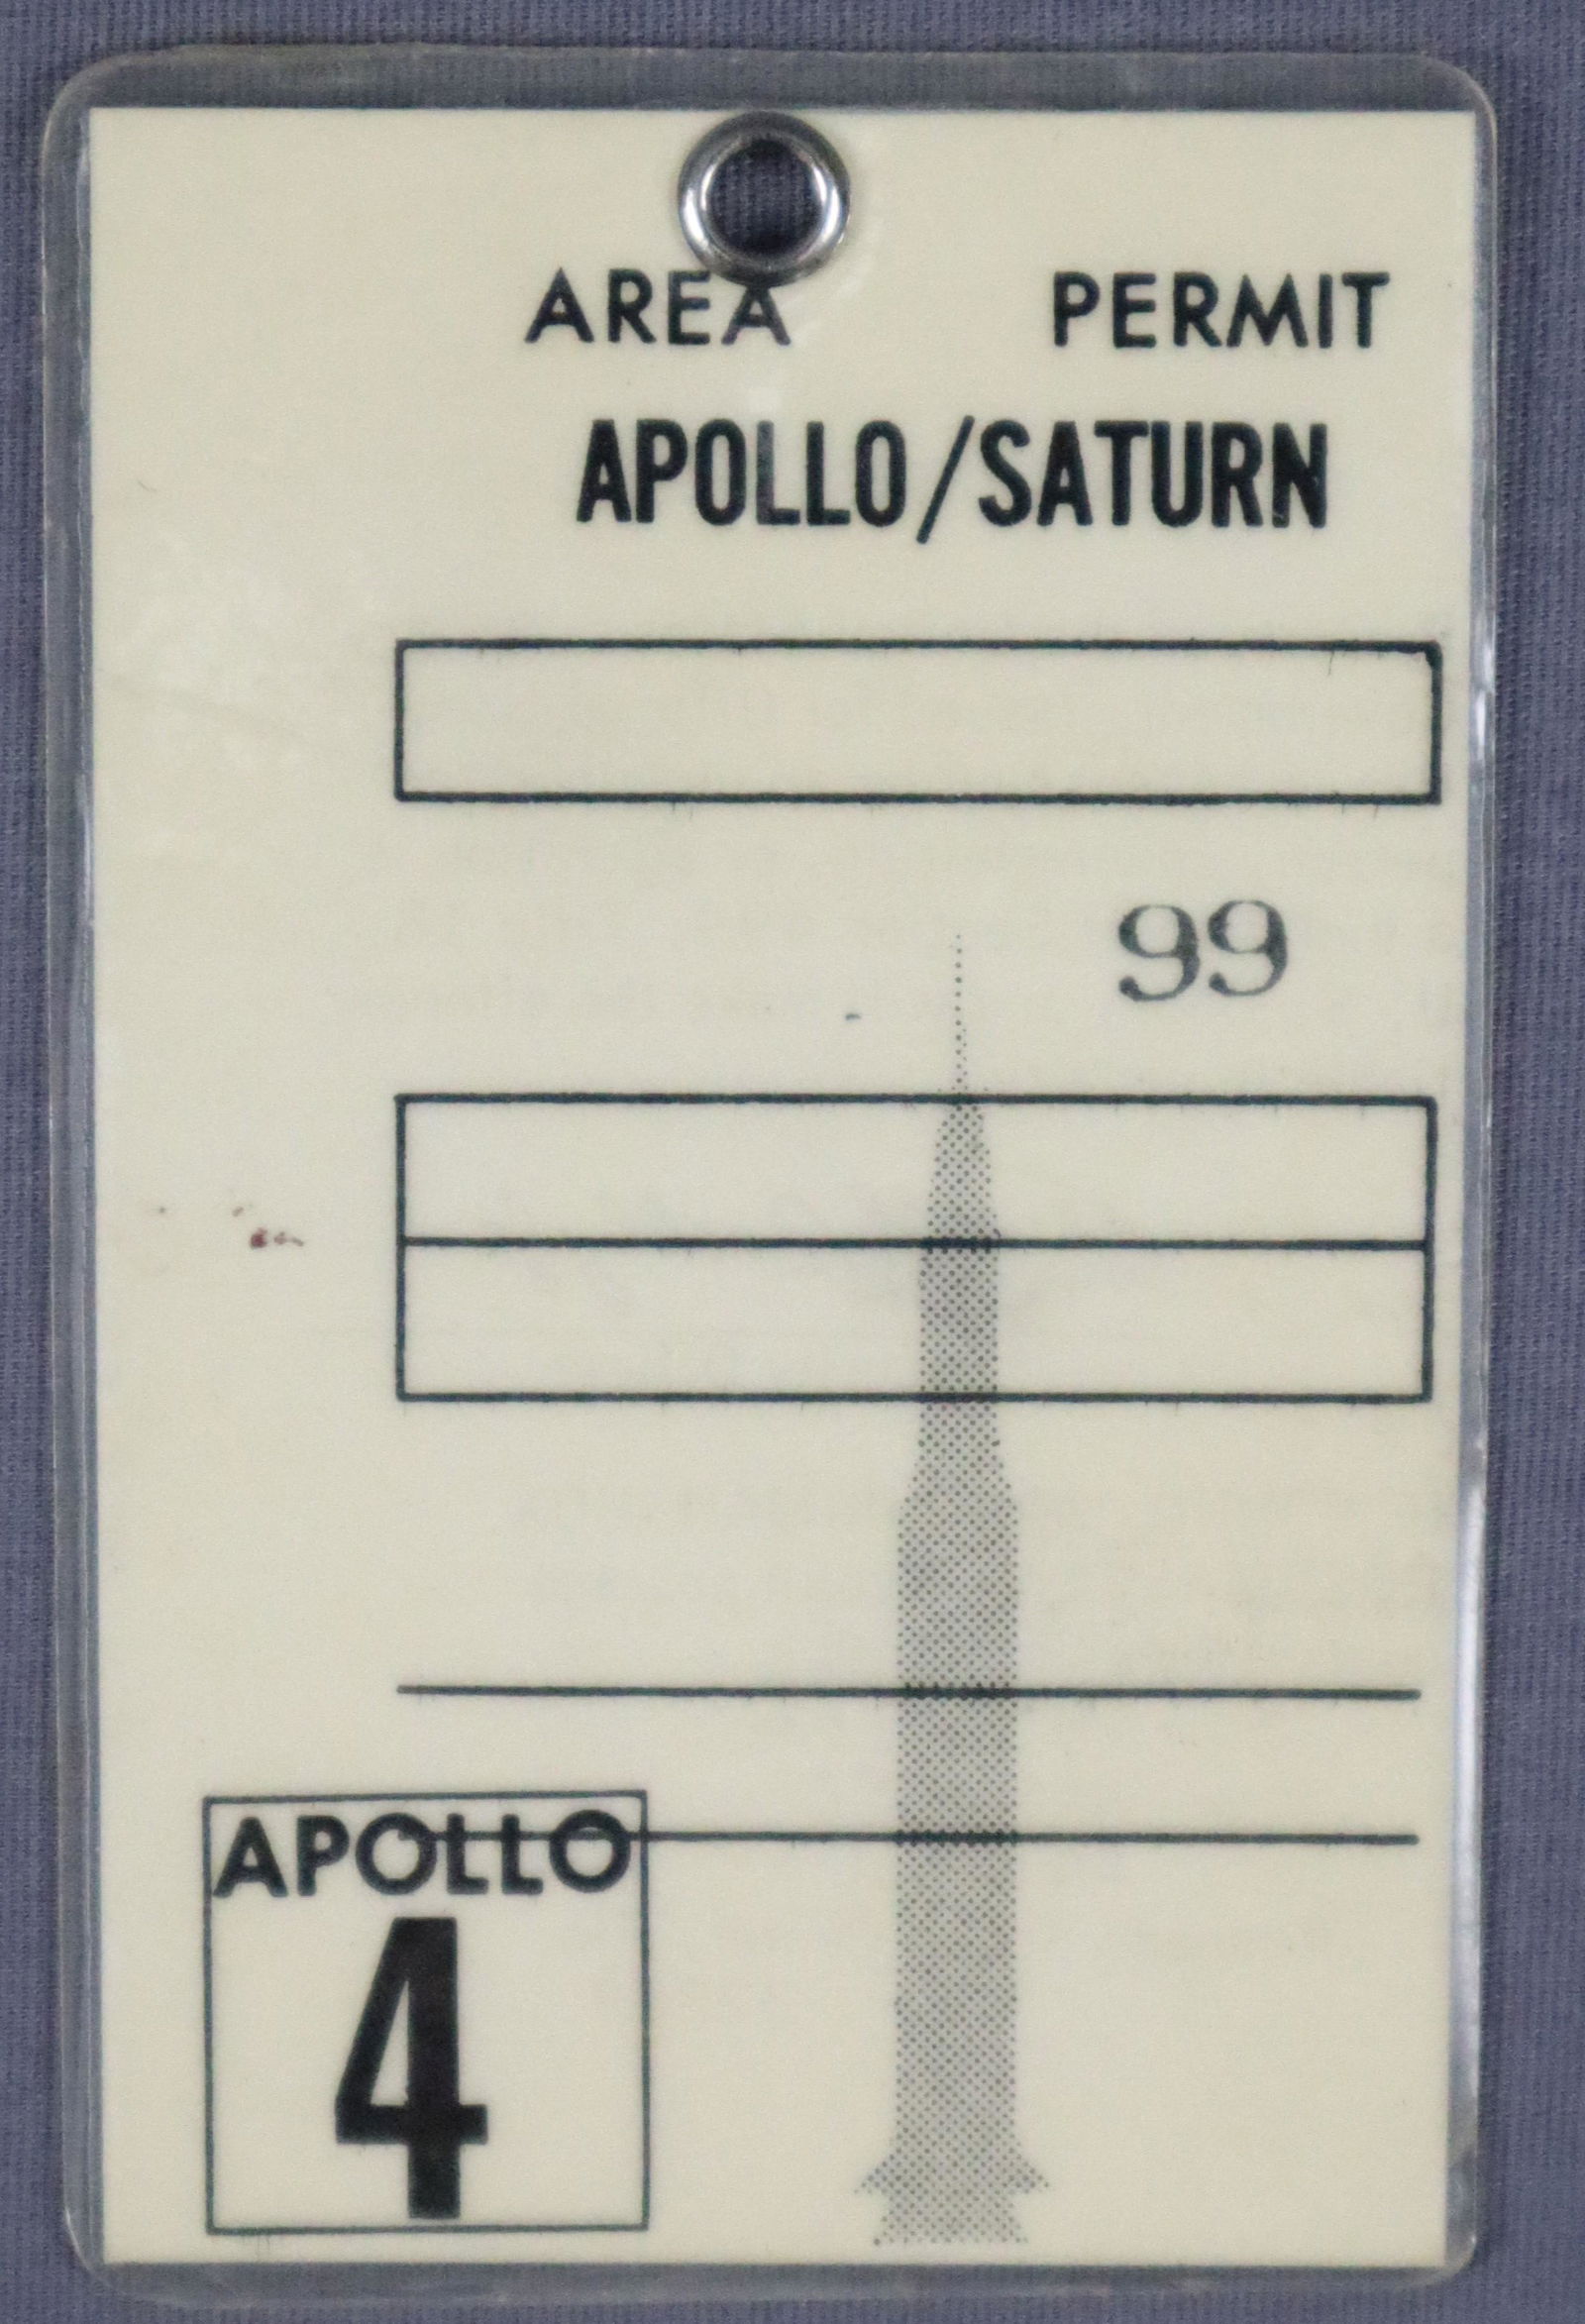 AREA PERMIT
APOLLO/SATURN
99
APOLLO
4